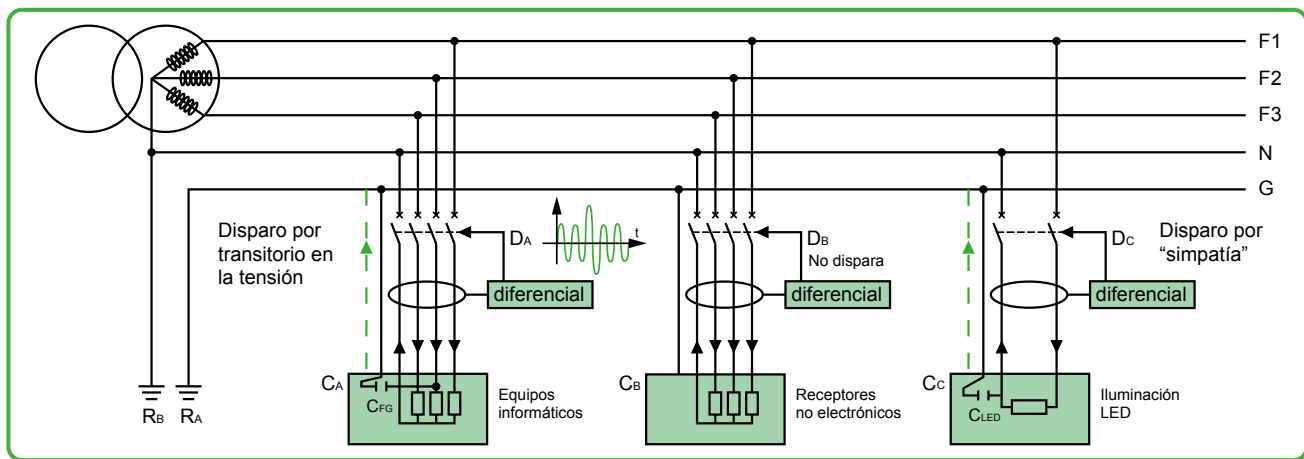 F1
F2
F3
N
G
Disparo por
transitorio en
la tensión
t
DA
diferencial
DB
No dispara
diferencial
DC
diferencial
Disparo por
“simpatía”
RB
RA
CA
CFG
Equipos
informáticos
CB
Receptores
no electrónicos
CC
CLED
Iluminación
LED